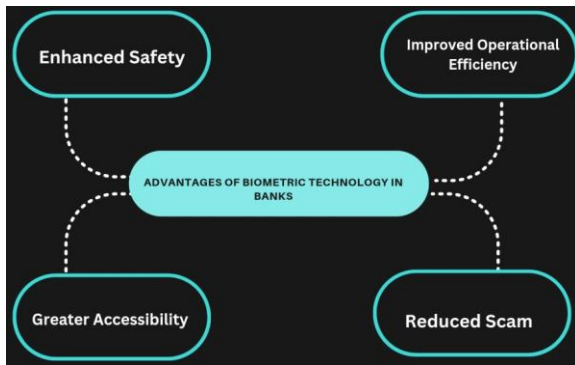 Enhanced Safety
Improved Operational
Efficiency
ADVANTAGES OF BIOMETRIC TECHNOLOGY IN
BANKS
Greater Accessibility
Reduced Scam